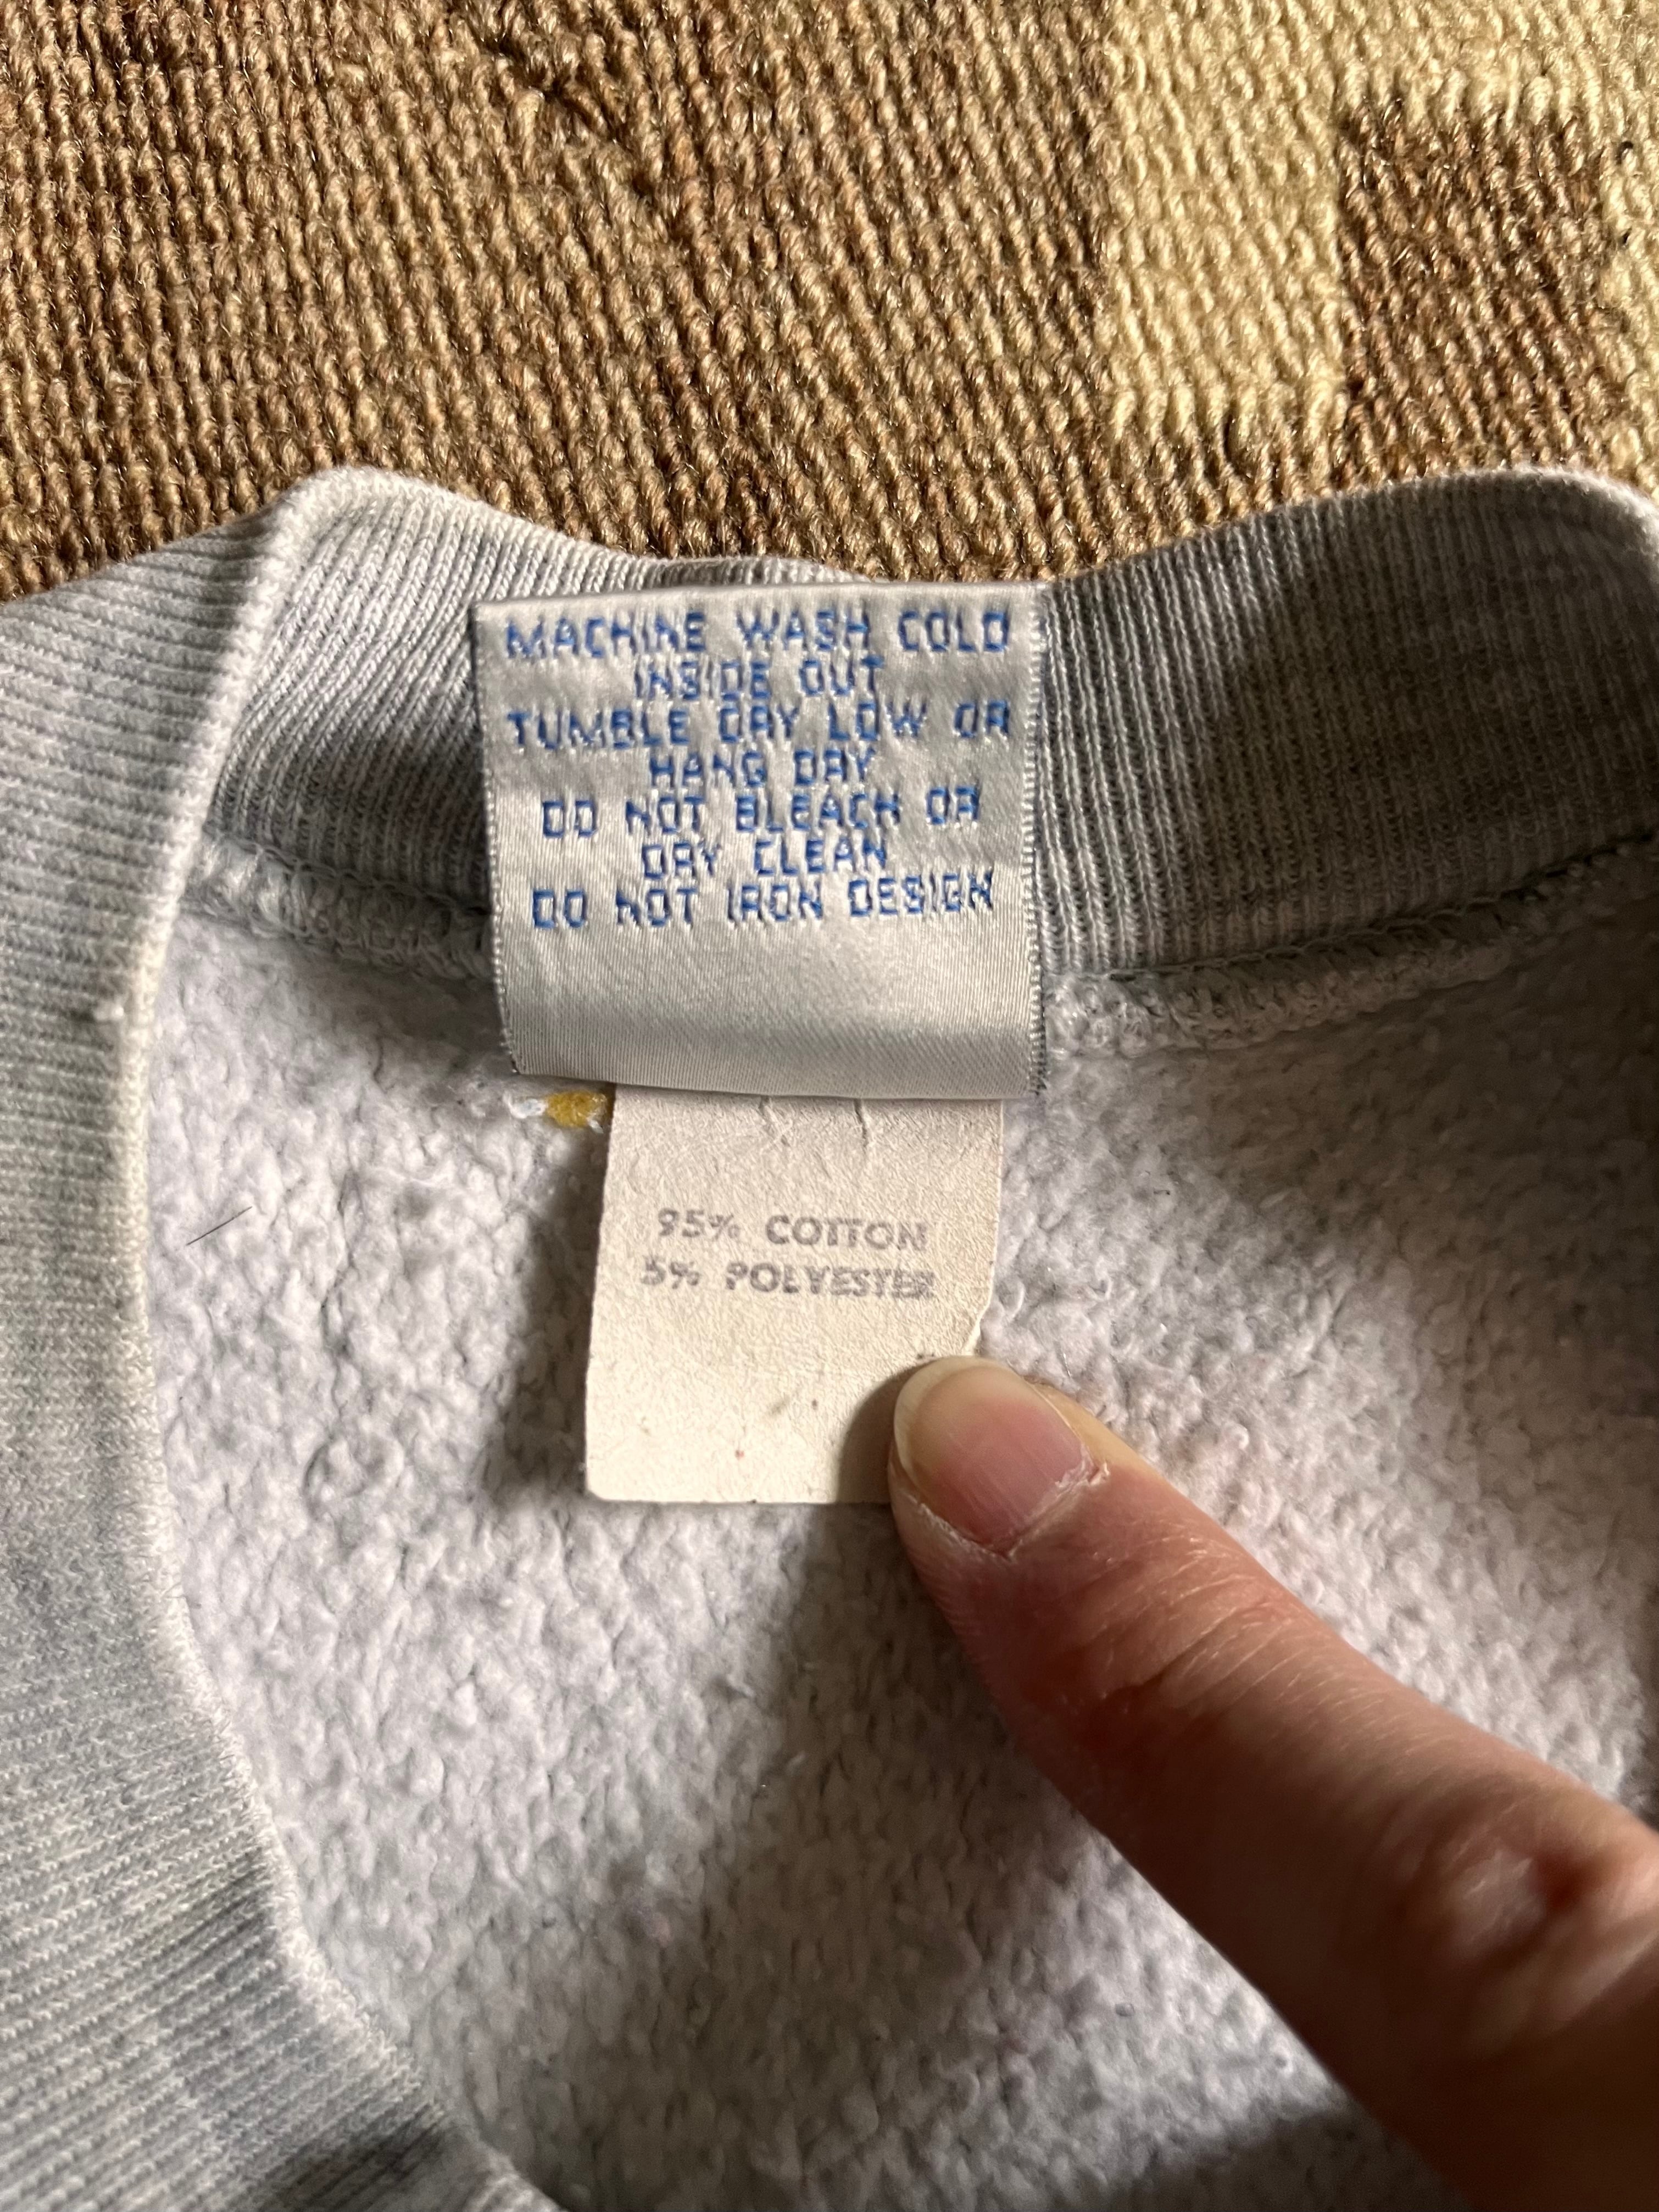 MACHINE WASH COLD
INSIDE OUT
TUMBLE DRY LOW OR
HANG DRY
DO NOT BLEACH OR
DRY CLEAN
DO NOT IRON DESIGN
95% COTTON
5% POLYESTER